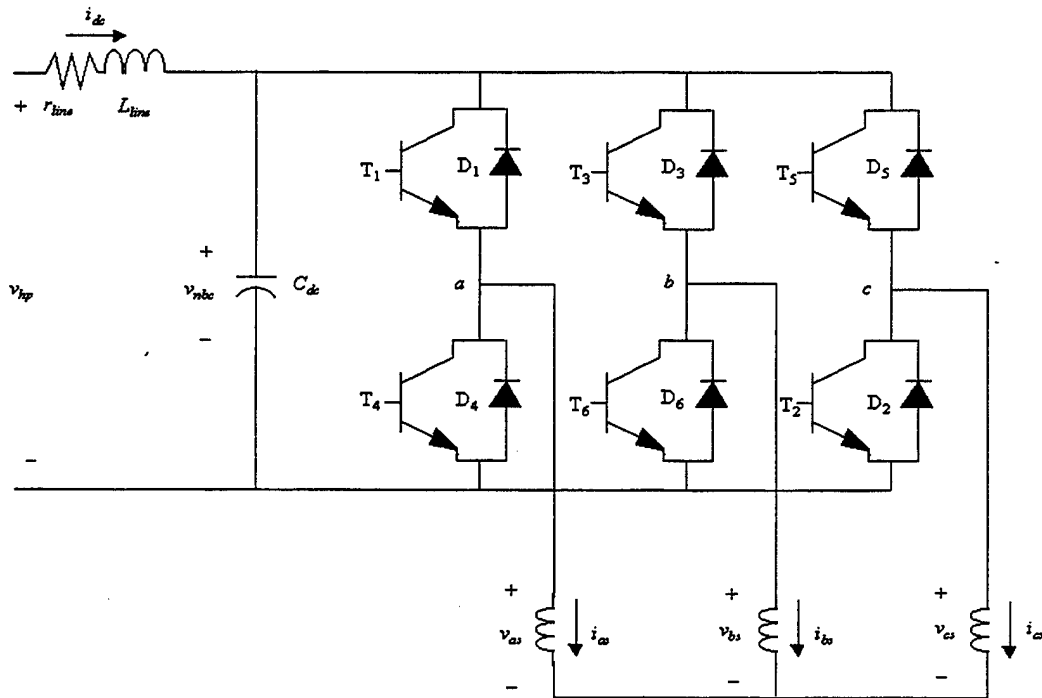 i_dc
+ r_line L_line
T_1 D_1 T_3 D_3 T_5 D_5
+
v_hp v_nbc C_dc a b c
−
T_4 D_4 T_6 D_6 T_2 D_2
−
+ + +
v_as i_as v_bs i_bs v_cs i_cs
− − −